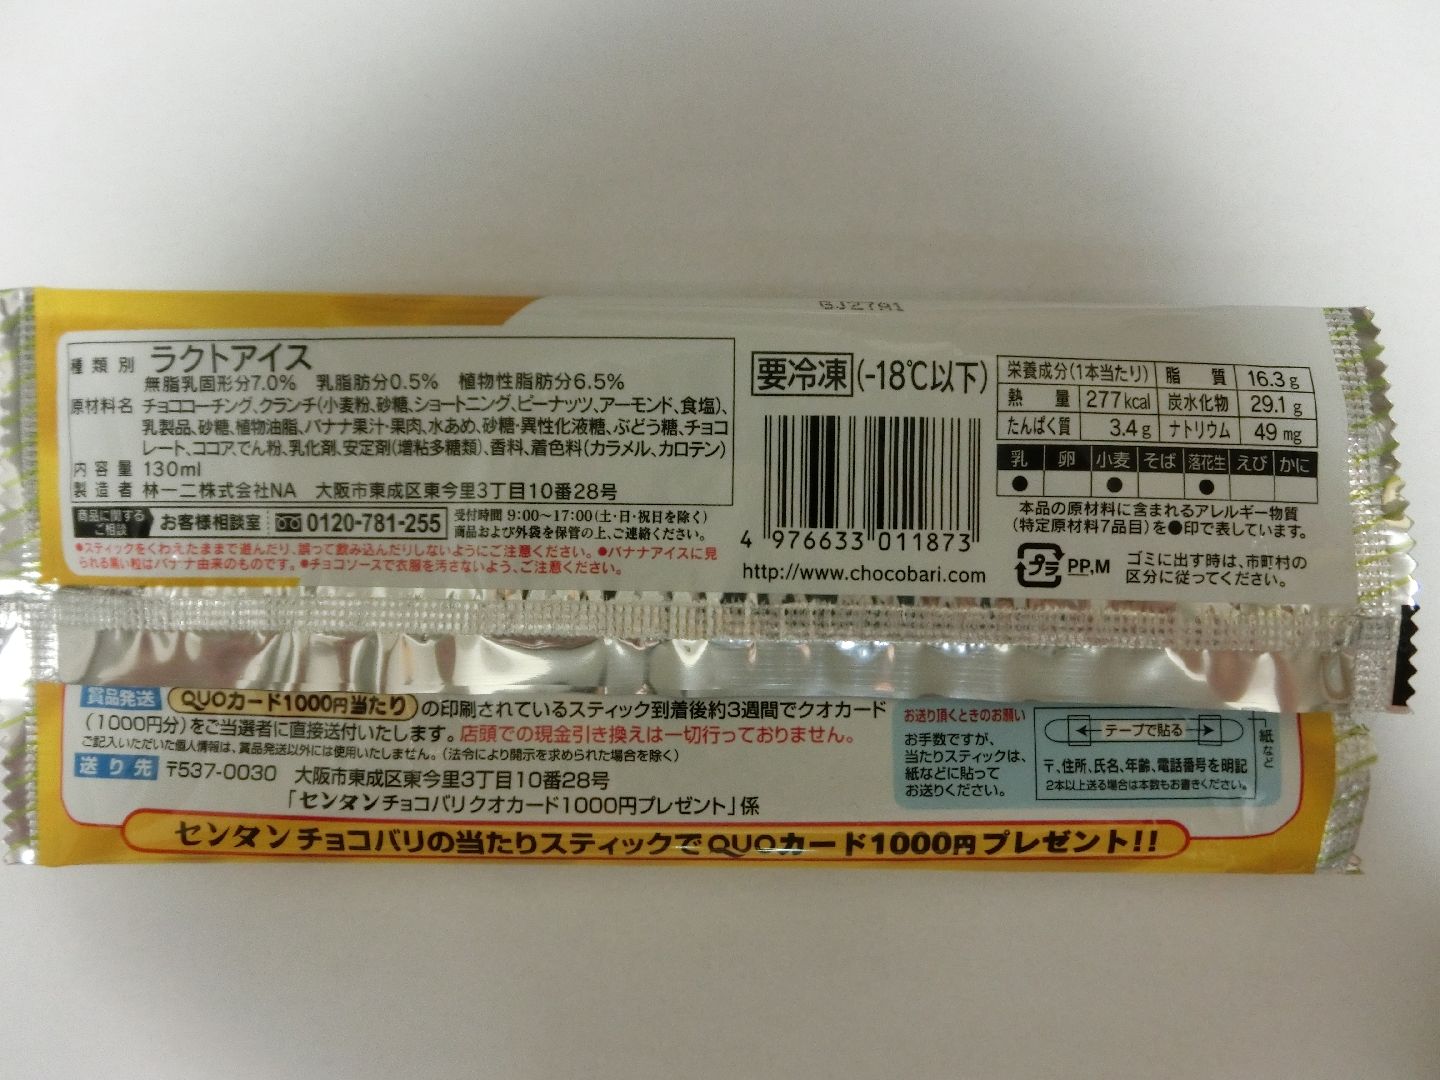 BJ27A1
種類別 ラクトアイス
無脂乳固形分7.0% 乳脂肪分0.5% 植物性脂肪分6.5%
原材料名 チョココーチング、クランチ(小麦粉、砂糖、ショートニング、ピーナッツ、アーモンド、食塩)、
乳製品、砂糖、植物油脂、バナナ果汁・果肉、水あめ、砂糖・異性化液糖、ぶどう糖、チョコ
レート、ココア、でん粉、乳化剤、安定剤(増粘多糖類)、香料、着色料(カラメル、カロテン)
内容量 130ml
製造者 林一二株式会社NA 大阪市東成区東今里3丁目10番28号
商品に関するご相談 お客様相談室 0120-781-255 受付時間 9:00～17:00(土・日・祝日を除く)
商品および外袋を保管の上、ご連絡ください。
●スティックをくわえたままで遊んだり、誤って飲み込んだりしないようにご注意ください。●バナナアイスに見
られる黒い粒はバナナ由来のものです。●チョコソースで衣服を汚さないよう、ご注意ください。
要冷凍(-18℃以下)
4 976633 011873
http://www.chocobari.com
栄養成分(1本当たり) 脂質 16.3g
熱量 277kcal 炭水化物 29.1g
たんぱく質 3.4g ナトリウム 49mg
乳 卵 小麦 そば 落花生 えび かに
● ● ●
本品の原材料に含まれるアレルギー物質
(特定原材料7品目)を●印で表しています。
プラ PP,M ゴミに出す時は、市町村の
区分に従ってください。
賞品発送 QUOカード1000円当たり の印刷されているスティック到着後約3週間でクオカード
(1000円分)をご当選者に直接送付いたします。店頭での現金引き換えは一切行っておりません。
ご記入いただいた個人情報は、賞品発送以外には使用いたしません。(法令により開示を求められた場合を除く)
送り先 〒537-0030 大阪市東成区東今里3丁目10番28号
「センタンチョコバリクオカード1000円プレゼント」係
お送り頂くときのお願い
お手数ですが、
当たりスティックは、
紙などに貼って
お送りください。
テープで貼る
紙など
〒、住所、氏名、年齢、電話番号を明記
2本以上送る場合は本数もお書きください。
センタンチョコバリの当たりスティックでQUOカード1000円プレゼント!!